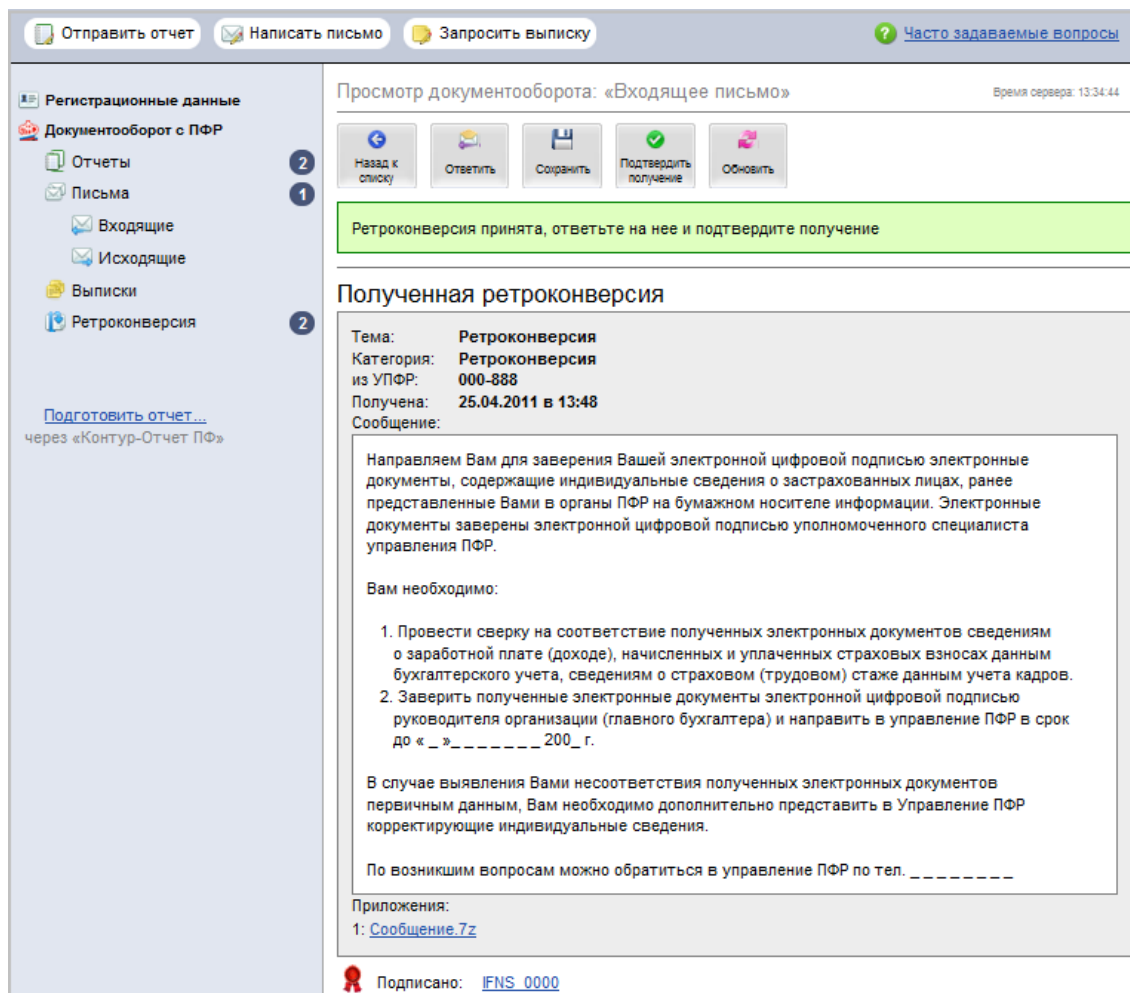 Отправить отчет
Написать письмо
Запросить выписку
Часто задаваемые вопросы
Регистрационные данные
Документооборот с ПФР
Отчеты 2
Письма 1
Входящие
Исходящие
Выписки
Ретроконверсия 2
Подготовить отчет...
через «Контур-Отчет ПФ»
Просмотр документооборота: «Входящее письмо»
Время сервера: 13:34:44
Назад к
списку
Ответить
Сохранить
Подтвердить
получение
Обновить
Ретроконверсия принята, ответьте на нее и подтвердите получение
Полученная ретроконверсия
Тема: Ретроконверсия
Категория: Ретроконверсия
из УПФР: 000-888
Получена: 25.04.2011 в 13:48
Сообщение:
Направляем Вам для заверения Вашей электронной цифровой подписью электронные
документы, содержащие индивидуальные сведения о застрахованных лицах, ранее
представленные Вами в органы ПФР на бумажном носителе информации. Электронные
документы заверены электронной цифровой подписью уполномоченного специалиста
управления ПФР.
Вам необходимо:
1. Провести сверку на соответствие полученных электронных документов сведениям
о заработной плате (доходе), начисленных и уплаченных страховых взносах данным
бухгалтерского учета, сведениям о страховом (трудовом) стаже данным учета кадров.
2. Заверить полученные электронные документы электронной цифровой подписью
руководителя организации (главного бухгалтера) и направить в управление ПФР в срок
до « _ »_ _ _ _ _ _ _ 200_ г.
В случае выявления Вами несоответствия полученных электронных документов
первичным данным, Вам необходимо дополнительно представить в Управление ПФР
корректирующие индивидуальные сведения.
По возникшим вопросам можно обратиться в управление ПФР по тел. _ _ _ _ _ _ _ _
Приложения:
1: Сообщение.7z
Подписано: IFNS_0000